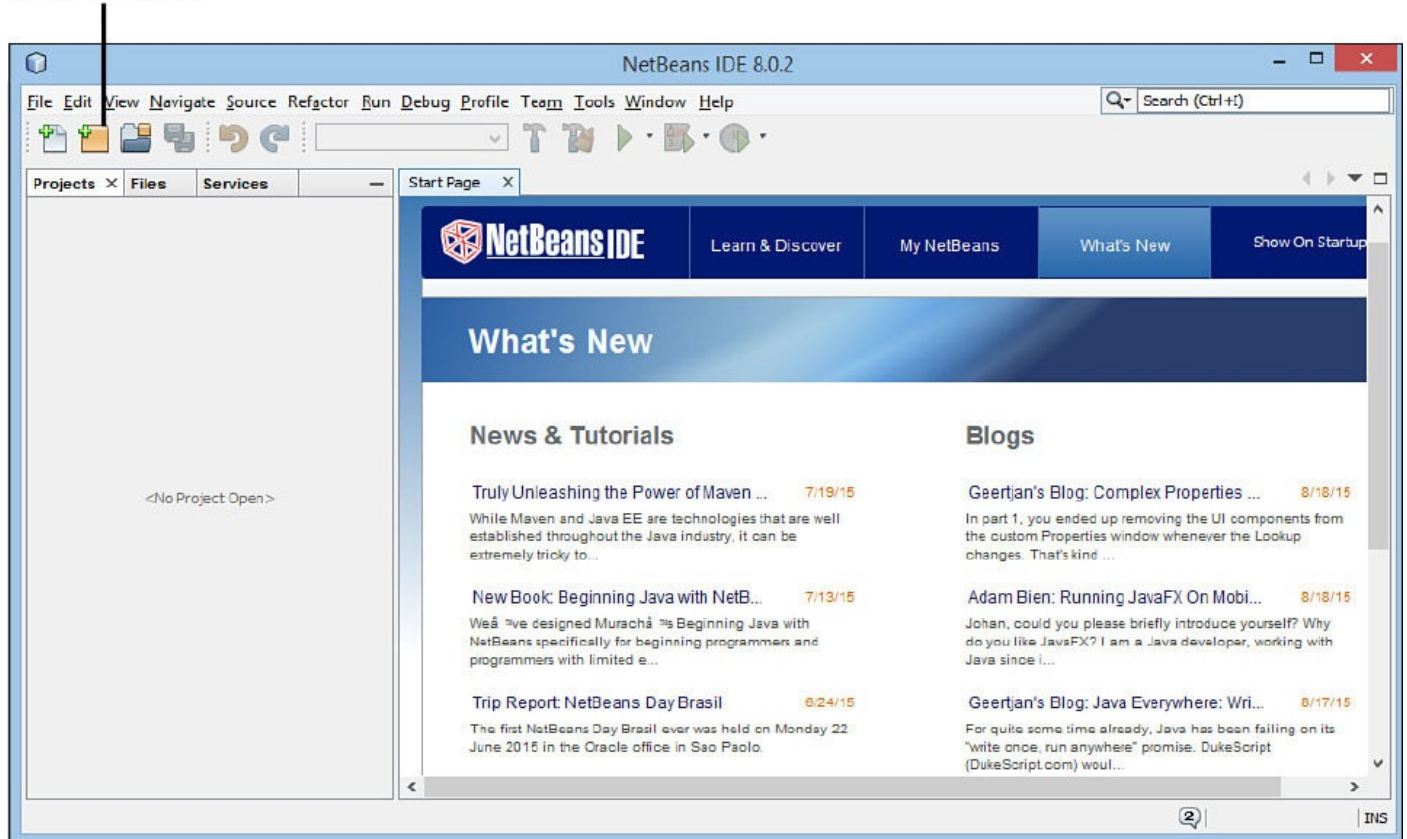 NetBeans IDE 8.0.2
File Edit View Navigate Source Refactor Run Debug Profile Team Tools Window Help
Search (Ctrl+I)
Projects Files Services
Start Page
NetBeans IDE
Learn & Discover
My NetBeans
What's New
Show On Startup
What's New
News & Tutorials
Truly Unleashing the Power of Maven ... 7/19/15
While Maven and Java EE are technologies that are well
established throughout the Java industry, it can be
extremely tricky to...
New Book: Beginning Java with NetB... 7/13/15
Weâ ™ve designed Murachâ ™s Beginning Java with
NetBeans specifically for beginning programmers and
programmers with limited e...
Trip Report: NetBeans Day Brasil 6/24/15
The first NetBeans Day Brasil ever was held on Monday 22
June 2015 in the Oracle office in Sao Paolo.
Blogs
Geertjan's Blog: Complex Properties ... 8/18/15
In part 1, you ended up removing the UI components from
the custom Properties window whenever the Lookup
changes. That's kind ...
Adam Bien: Running JavaFX On Mobi... 8/18/15
Johan, could you please briefly introduce yourself? Why
do you like JavaFX? I am a Java developer, working with
Java since i...
Geertjan's Blog: Java Everywhere: Wri... 8/17/15
For quite some time already, Java has been failing on its
"write once, run anywhere" promise. DukeScript
(DukeScript.com) woul...
<No Project Open>
2
INS